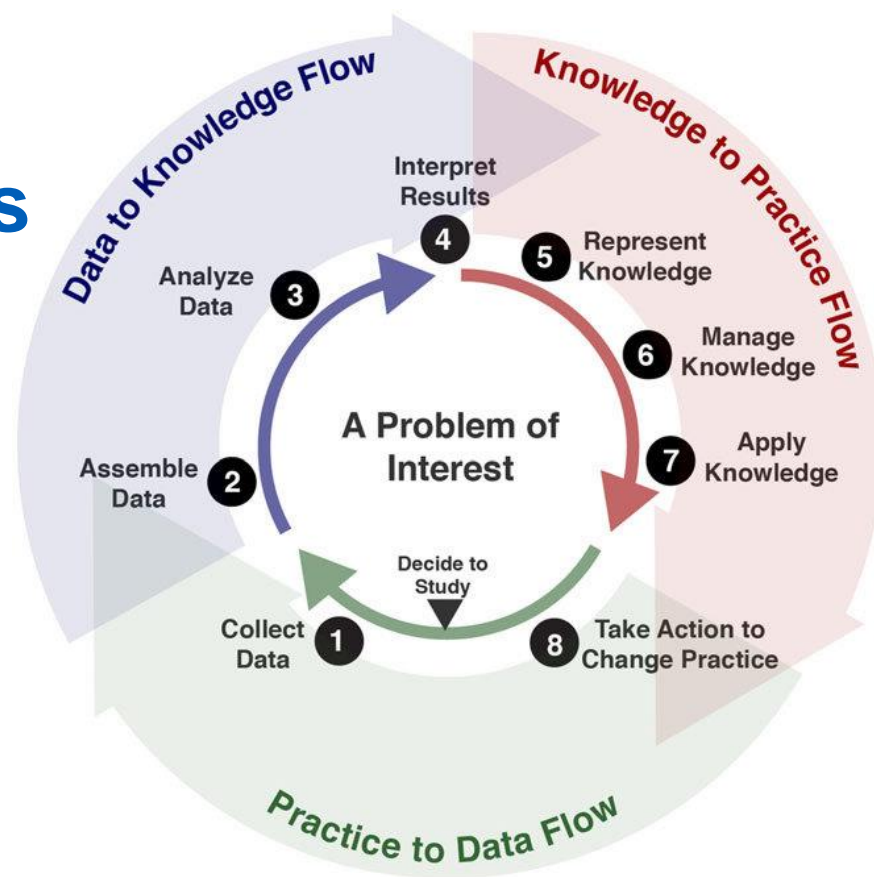 s
Data to Knowledge Flow
Knowledge to Practice Flow
Interpret
Results
4
5
Represent
Knowledge
Analyze
Data
3
6
Manage
Knowledge
A Problem of
Interest
7
Apply
Knowledge
Assemble
Data
2
Decide to
Study
Collect
Data
1
8
Take Action to
Change Practice
Practice to Data Flow